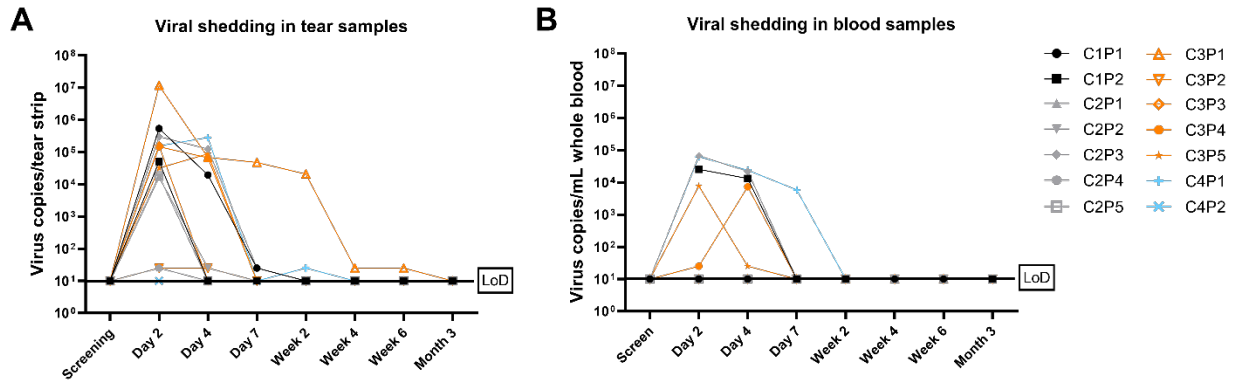 A
Viral shedding in tear samples
Virus copies/tear strip
10⁸
10⁷
10⁶
10⁵
10⁴
10³
10²
10¹
10⁰
LoD
Screening
Day 2
Day 4
Day 7
Week 2
Week 4
Week 6
Month 3
B
Viral shedding in blood samples
Virus copies/mL whole blood
10⁸
10⁷
10⁶
10⁵
10⁴
10³
10²
10¹
10⁰
LoD
Screen
Day 2
Day 4
Day 7
Week 2
Week 4
Week 6
Month 3
C1P1
C1P2
C2P1
C2P2
C2P3
C2P4
C2P5
C3P1
C3P2
C3P3
C3P4
C3P5
C4P1
C4P2